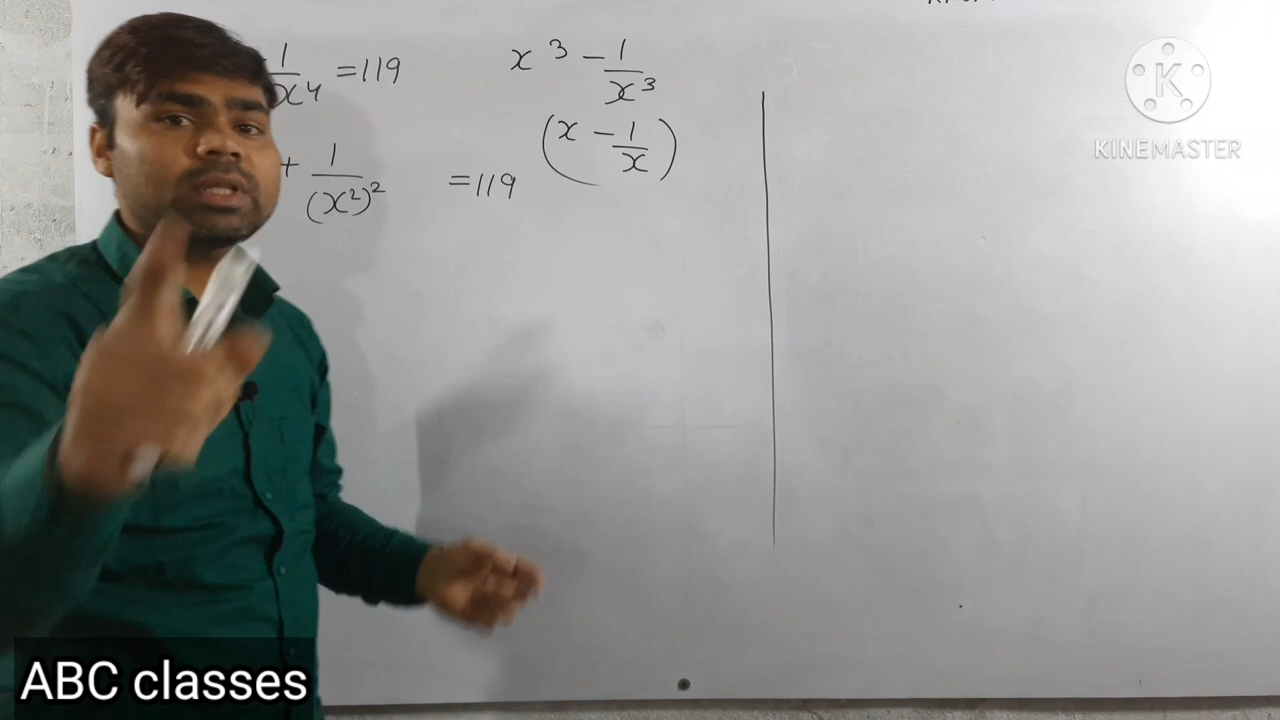 1/x⁴ = 119
x³ - 1/x³
(x - 1/x)
+ 1/(x²)² = 119
KINEMASTER
ABC classes